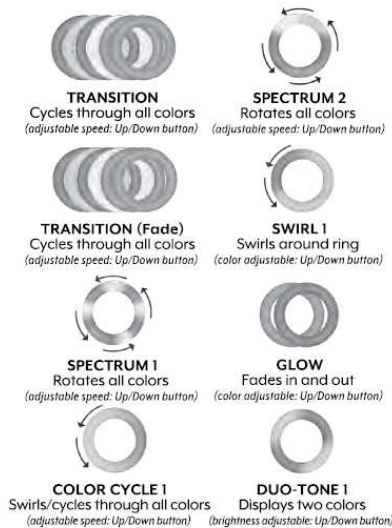 TRANSITION
Cycles through all colors
(adjustable speed: Up/Down button)
SPECTRUM 2
Rotates all colors
(adjustable speed: Up/Down button)
TRANSITION (Fade)
Cycles through all colors
(adjustable speed: Up/Down button)
SWIRL 1
Swirls around ring
(color adjustable: Up/Down button)
SPECTRUM 1
Rotates all colors
(adjustable speed: Up/Down button)
GLOW
Fades in and out
(color adjustable: Up/Down button)
COLOR CYCLE 1
Swirls/cycles through all colors
(adjustable speed: Up/Down button)
DUO-TONE 1
Displays two colors
(brightness adjustable: Up/Down button)